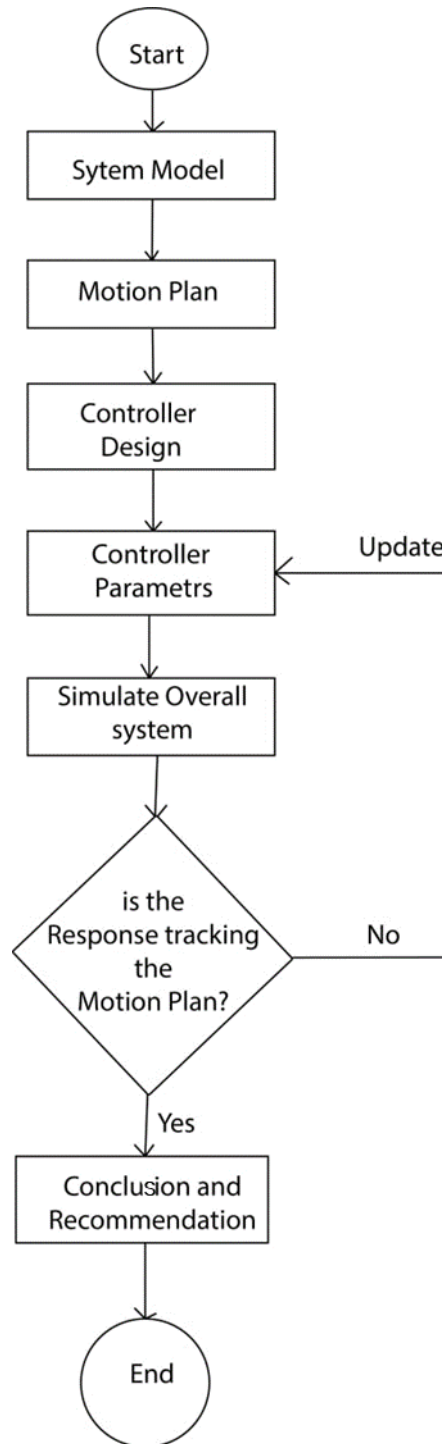 Start
Sytem Model
Motion Plan
Controller
Design
Controller
Parametrs
Update
Simulate Overall
system
is the
Response tracking
the
Motion Plan?
No
Yes
Conclusion and
Recommendation
End